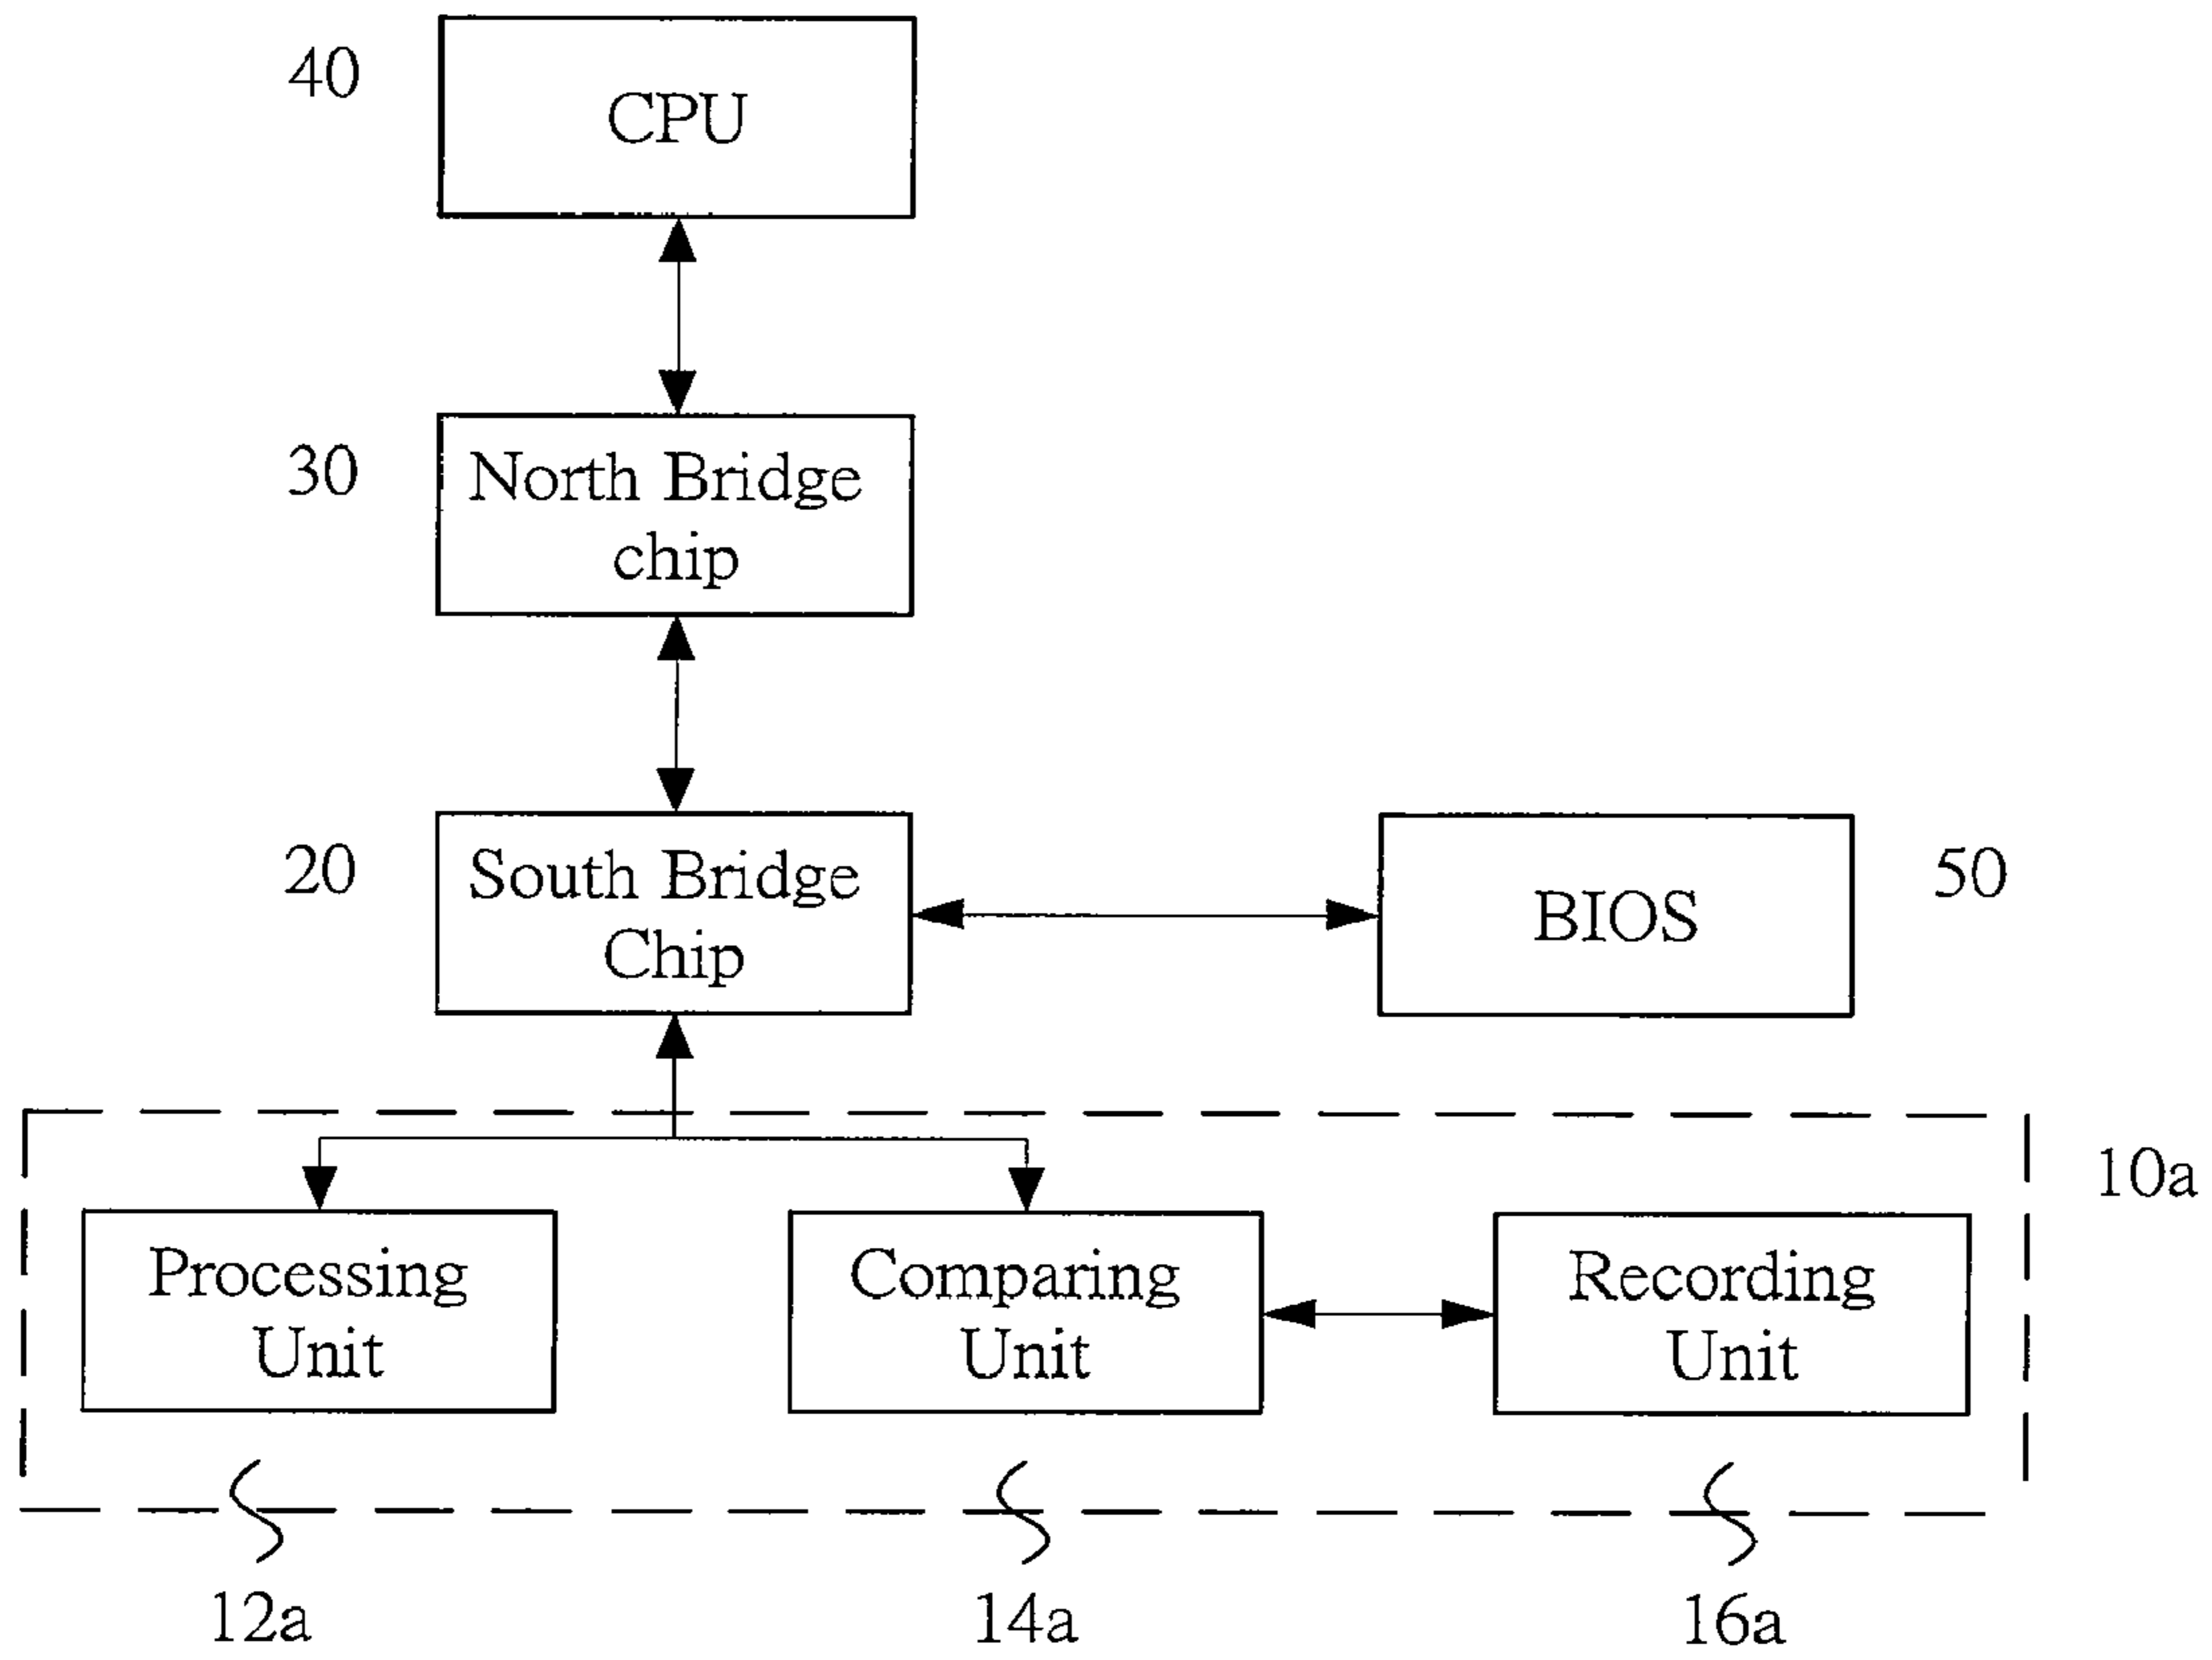 40
CPU
30
North Bridge
chip
20
South Bridge
Chip
BIOS
50
10a
Processing
Unit
Comparing
Unit
Recording
Unit
12a
14a
16a